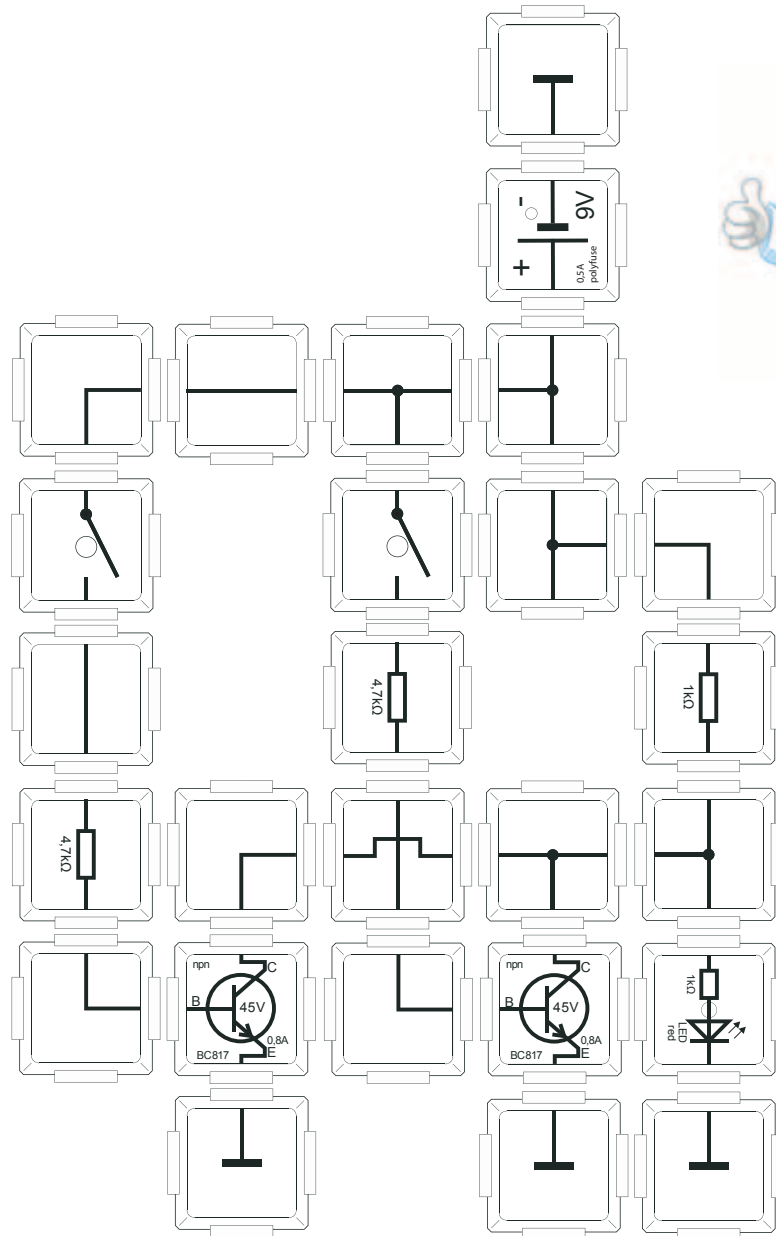 -
9V
+
0,5A
polyfuse
4,7kΩ
1kΩ
4,7kΩ
npn
C
B
45V
0,8A
BC817
E
npn
C
B
45V
0,8A
BC817
E
1kΩ
LED
red